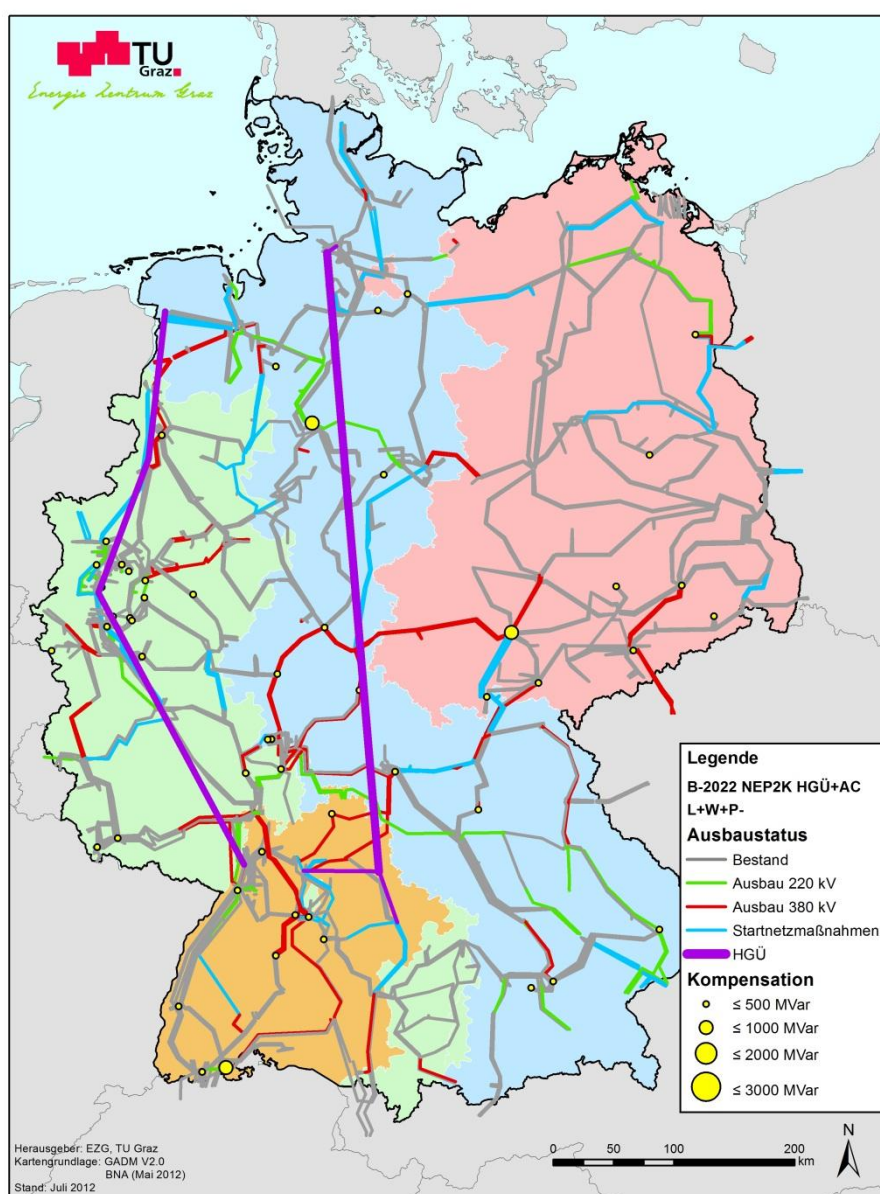 TU
Graz
Energie Zentrum Graz
Legende
B-2022 NEP2K HGÜ+AC
L+W+P-
Ausbaustatus
Bestand
Ausbau 220 kV
Ausbau 380 kV
Startnetzmaßnahmen
HGÜ
Kompensation
≤ 500 MVar
≤ 1000 MVar
≤ 2000 MVar
≤ 3000 MVar
Herausgeber: EZG, TU Graz
Kartengrundlage: GADM V2.0
BNA (Mai 2012)
Stand: Juli 2012
0 50 100 200
km
N